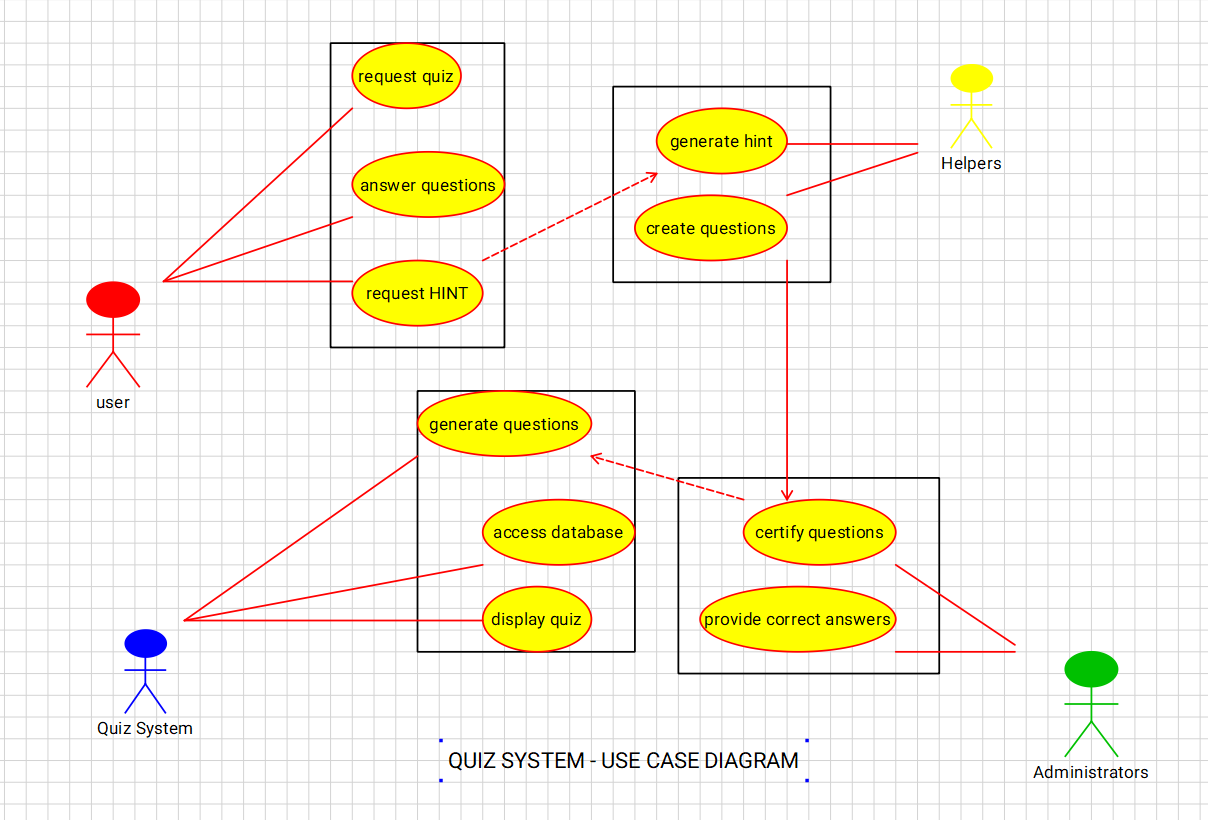 request quiz
answer questions
request HINT
user
generate hint
create questions
Helpers
generate questions
access database
display quiz
Quiz System
certify questions
provide correct answers
Administrators
QUIZ SYSTEM - USE CASE DIAGRAM